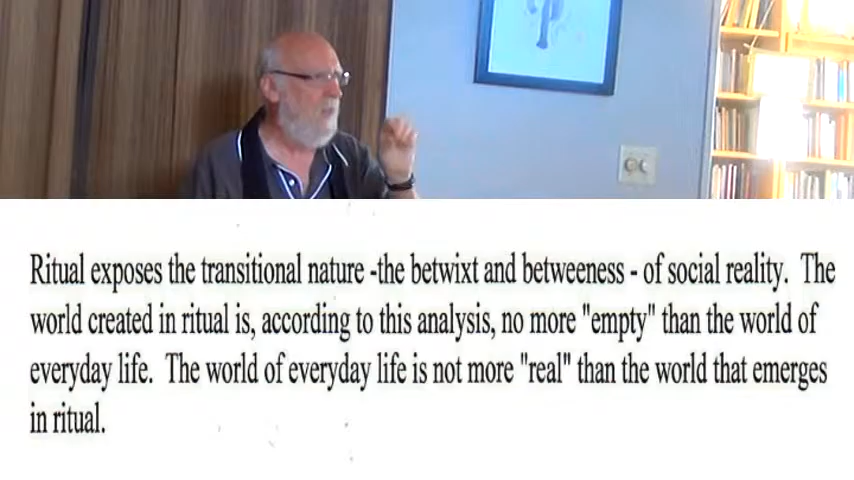 Ritual exposes the transitional nature -the betwixt and betweeness - of social reality.  The
world created in ritual is, according to this analysis, no more "empty" than the world of
everyday life.  The world of everyday life is not more "real" than the world that emerges
in ritual.